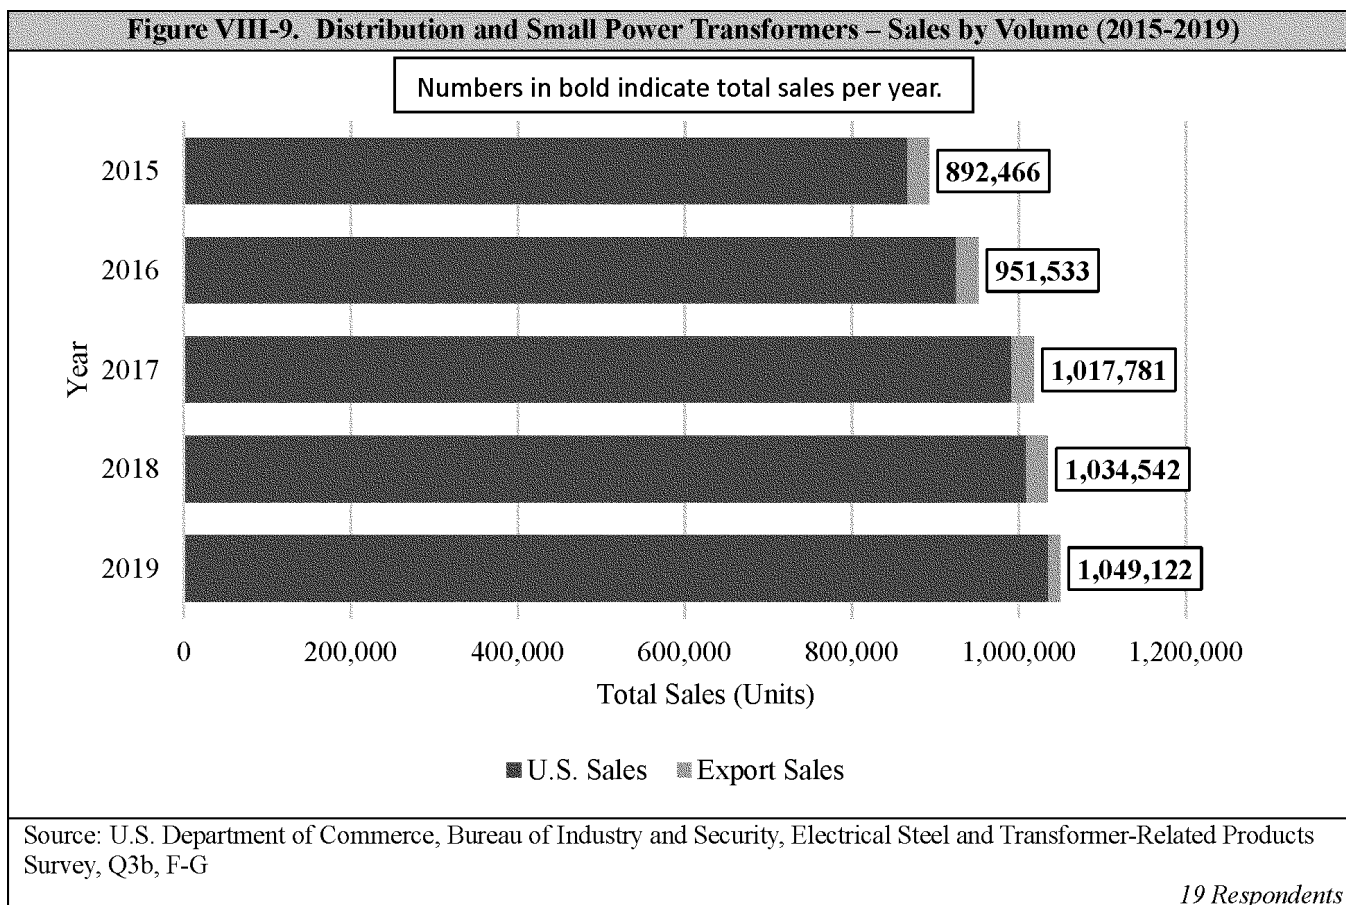 Figure VIII-9. Distribution and Small Power Transformers – Sales by Volume (2015-2019)
Numbers in bold indicate total sales per year.
2015
892,466
2016
951,533
Year
2017
1,017,781
2018
1,034,542
2019
1,049,122
0 200,000 400,000 600,000 800,000 1,000,000 1,200,000
Total Sales (Units)
U.S. Sales Export Sales
Source: U.S. Department of Commerce, Bureau of Industry and Security, Electrical Steel and Transformer-Related Products
Survey, Q3b, F-G
19 Respondents